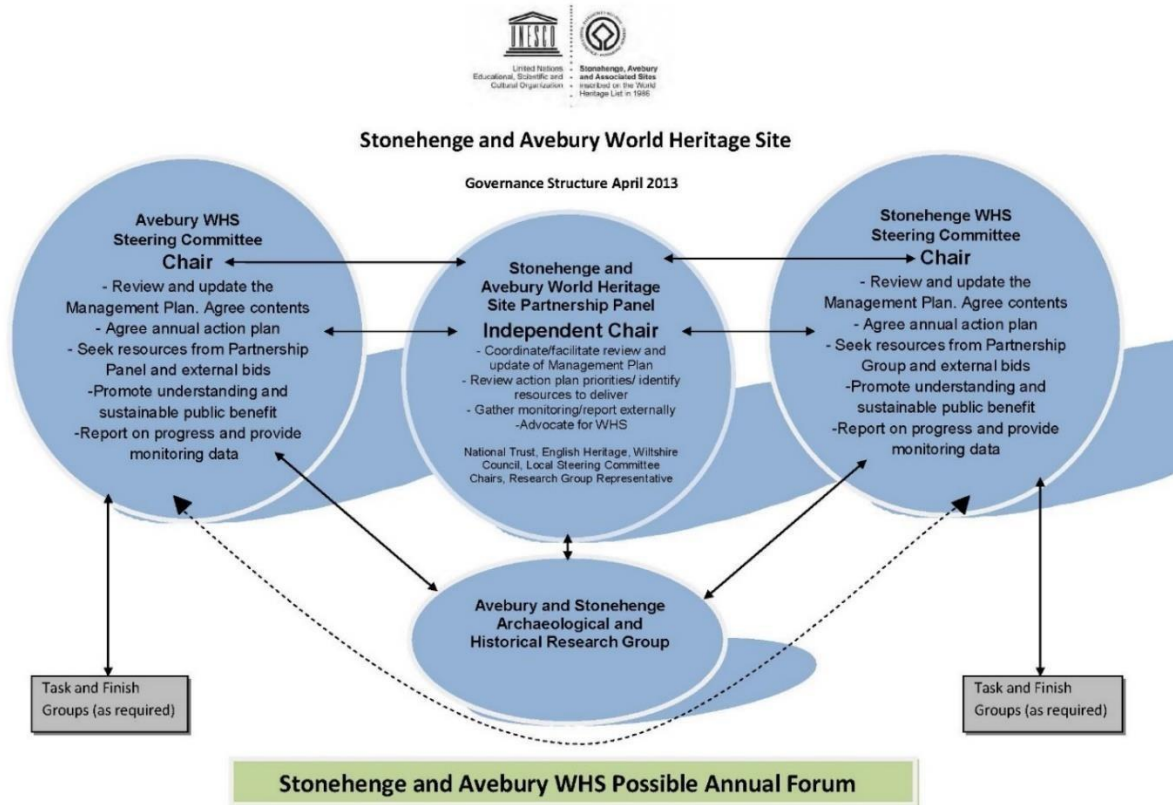 UNESCO
United Nations
Educational, Scientific and
Cultural Organization
Stonehenge, Avebury
and Associated Sites
inscribed on the World
Heritage List in 1986
Stonehenge and Avebury World Heritage Site
Governance Structure April 2013
Avebury WHS
Steering Committee
Chair
- Review and update the
Management Plan. Agree contents
- Agree annual action plan
- Seek resources from Partnership
Panel and external bids
-Promote understanding and
sustainable public benefit
-Report on progress and provide
monitoring data
Stonehenge and
Avebury World Heritage
Site Partnership Panel
Independent Chair
- Coordinate/facilitate review and
update of Management Plan
- Review action plan priorities/ identify
resources to deliver
- Gather monitoring/report externally
-Advocate for WHS
National Trust, English Heritage, Wiltshire
Council, Local Steering Committee
Chairs, Research Group Representative
Stonehenge WHS
Steering Committee
Chair
- Review and update the
Management Plan. Agree contents
- Agree annual action plan
- Seek resources from Partnership
Group and external bids
-Promote understanding and
sustainable public benefit
-Report on progress and provide
monitoring data
Avebury and Stonehenge
Archaeological and
Historical Research Group
Task and Finish
Groups (as required)
Task and Finish
Groups (as required)
Stonehenge and Avebury WHS Possible Annual Forum